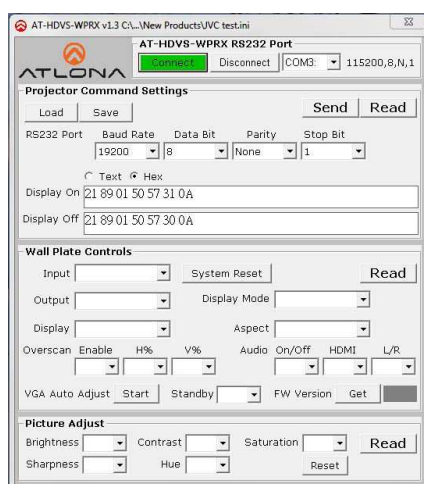 AT-HDVS-WPRX v1.3 C:\...\New Products\JVC test.ini
ATLONA
AT-HDVS-WPRX RS232 Port
Connect Disconnect COM3: 115200,8,N,1
Projector Command Settings
Load Save Send Read
RS232 Port Baud Rate Data Bit Parity Stop Bit
19200 8 None 1
Text Hex
Display On 21 89 01 50 57 31 0A
Display Off 21 89 01 50 57 30 0A
Wall Plate Controls
Input System Reset Read
Output Display Mode
Display Aspect
Overscan Enable H% V% Audio On/Off HDMI L/R
VGA Auto Adjust Start Standby FW Version Get
Picture Adjust
Brightness Contrast Saturation Read
Sharpness Hue Reset